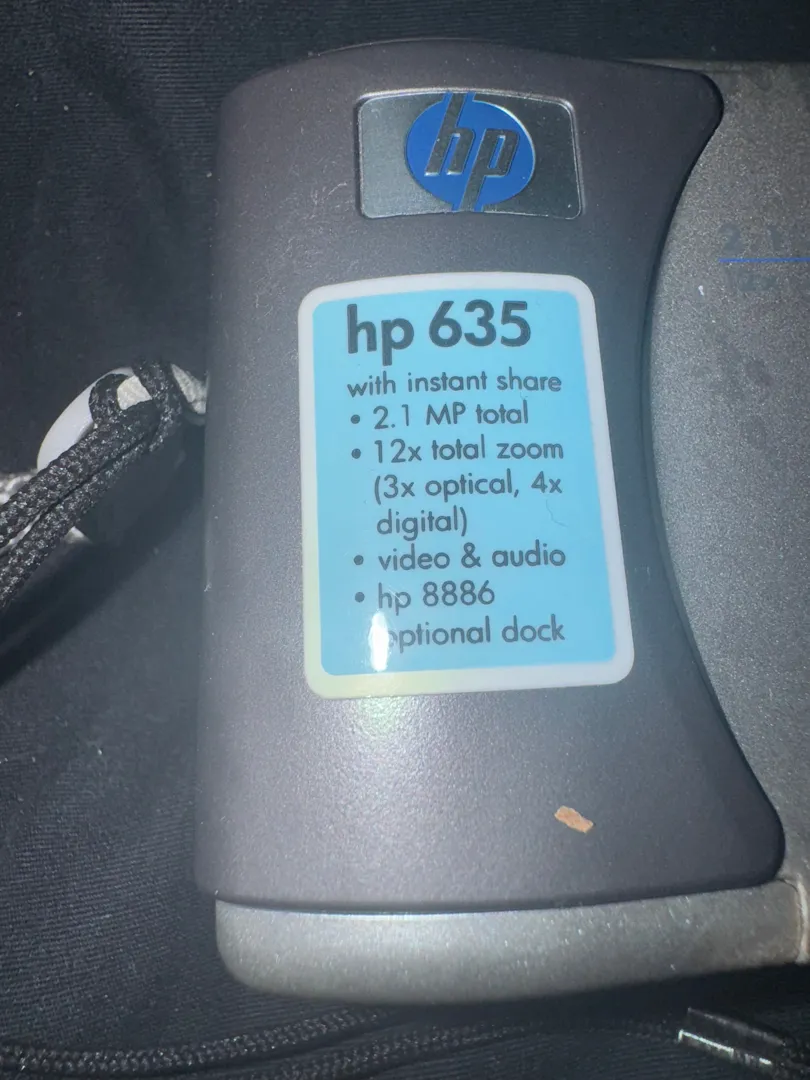 hp
hp 635
with instant share
• 2.1 MP total
• 12x total zoom
(3x optical, 4x
digital)
• video & audio
• hp 8886
optional dock